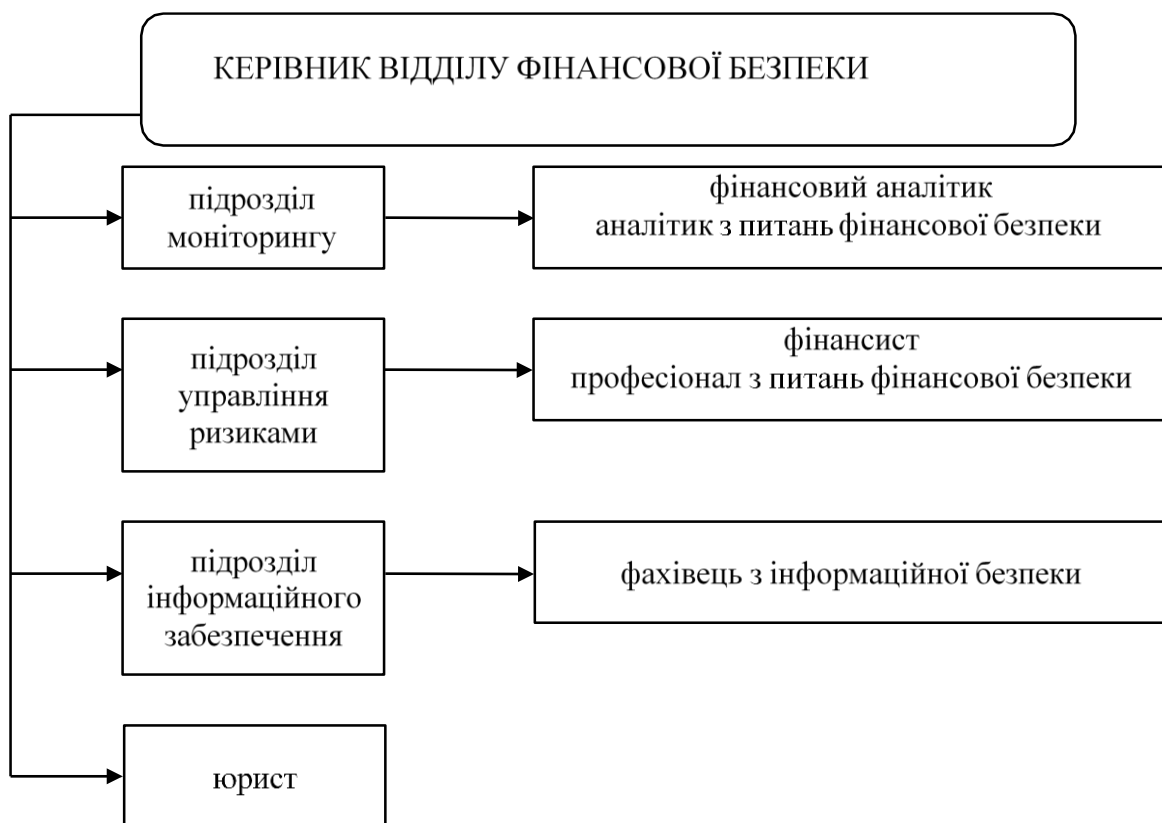 КЕРІВНИК ВІДДІЛУ ФІНАНСОВОЇ БЕЗПЕКИ
підрозділ
моніторингу
фінансовий аналітик
аналітик з питань фінансової безпеки
підрозділ
управління
ризиками
фінансист
професіонал з питань фінансової безпеки
підрозділ
інформаційного
забезпечення
фахівець з інформаційної безпеки
юрист